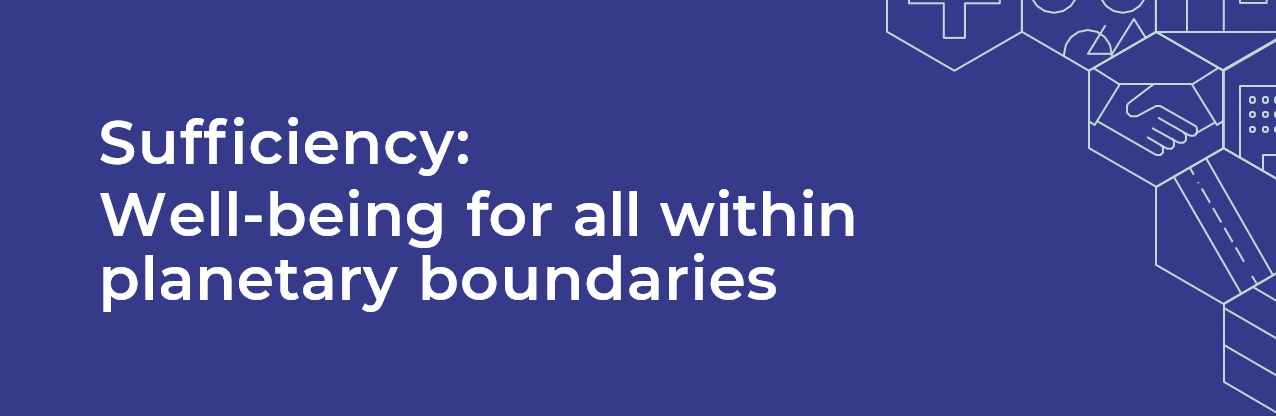 Sufficiency:
Well-being for all within
planetary boundaries